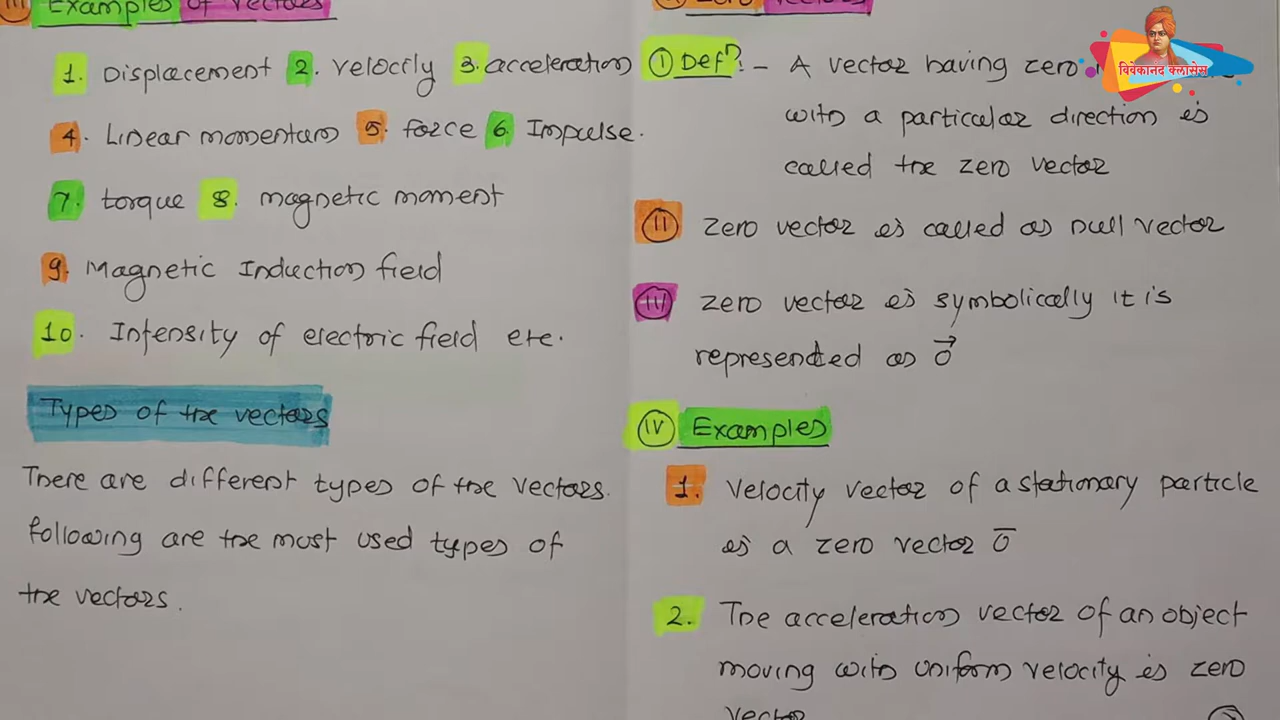 III Examples of vectors
1. Displacement 2. velocity 3. acceleration
4. Linear momentum 5. force 6. Impulse.
7. torque 8. magnetic moment
9. Magnetic Induction field
10. Intensity of electric field etc.
Types of the vectors
There are different types of the vectors.
following are the most used types of
the vectors.
Zero vectors
I Defn:- A vector having zero
with a particular direction is
called the zero vector
II zero vector is called as null vector
III zero vector is symbolically it is
represented as 0⃗
IV Examples
1. velocity vector of a stationary particle
is a zero vector 0̅
2. The acceleration vector of an object
moving with uniform velocity is zero
vector
विवेकानंद क्लासेस